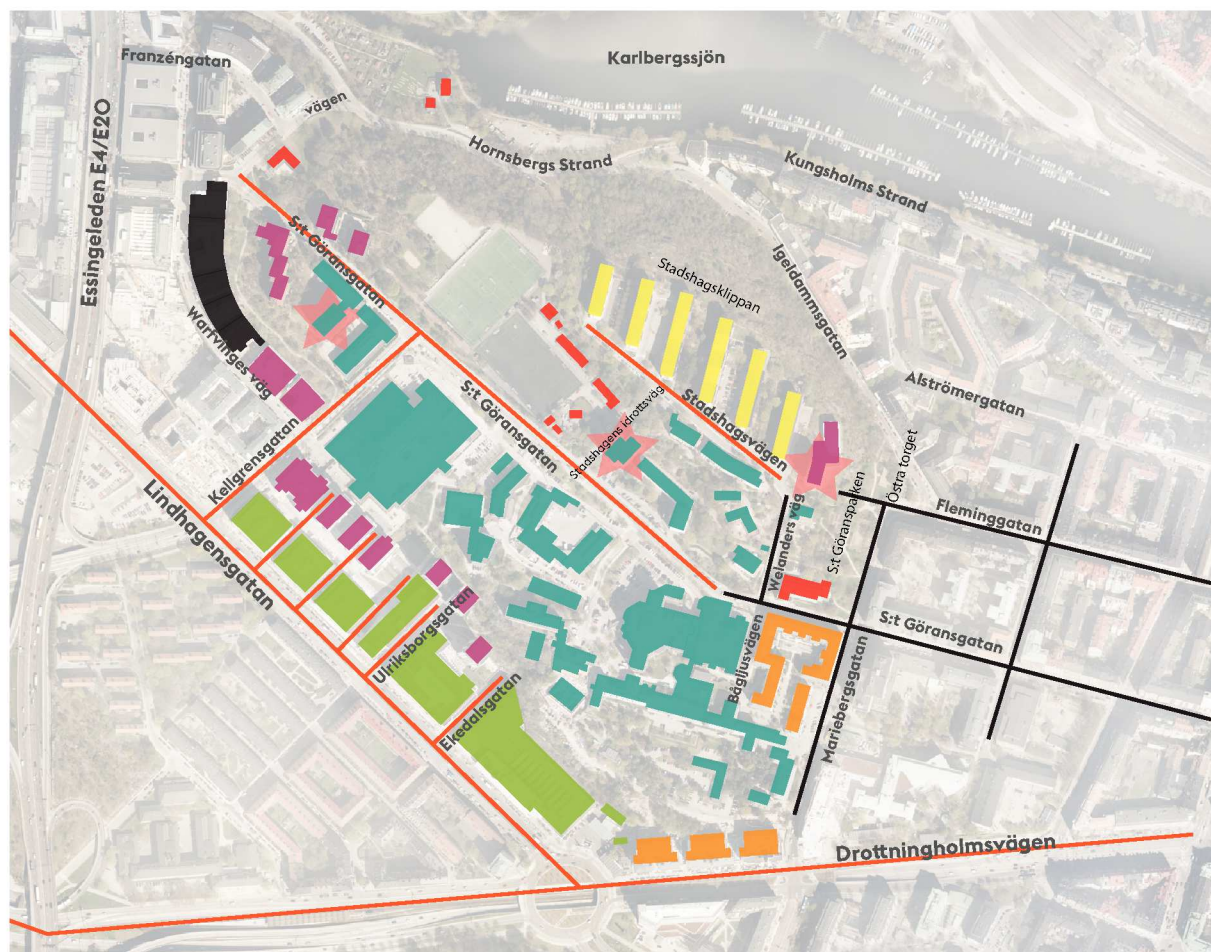 Karlbergssjön
Franzéngatan
vägen
Hornsbergs Strand
Kungsholms Strand
Essingeleden E4/E20
S:t Göransgatan
Igeldammsgatan
Stadshagsklippan
Warfvinges väg
S:t Göransgatan
Stadshagens idrottsväg
Stadshagsvägen
Alströmergatan
Östra torget
Kellgrensgatan
Lindhagensgatan
Fleminggatan
Welanders väg
S:t Göransparken
S:t Göransgatan
Ulriksborgsgatan
Bågljusvägen
Mariebergsgatan
Ekedalsgatan
Drottningholmsvägen